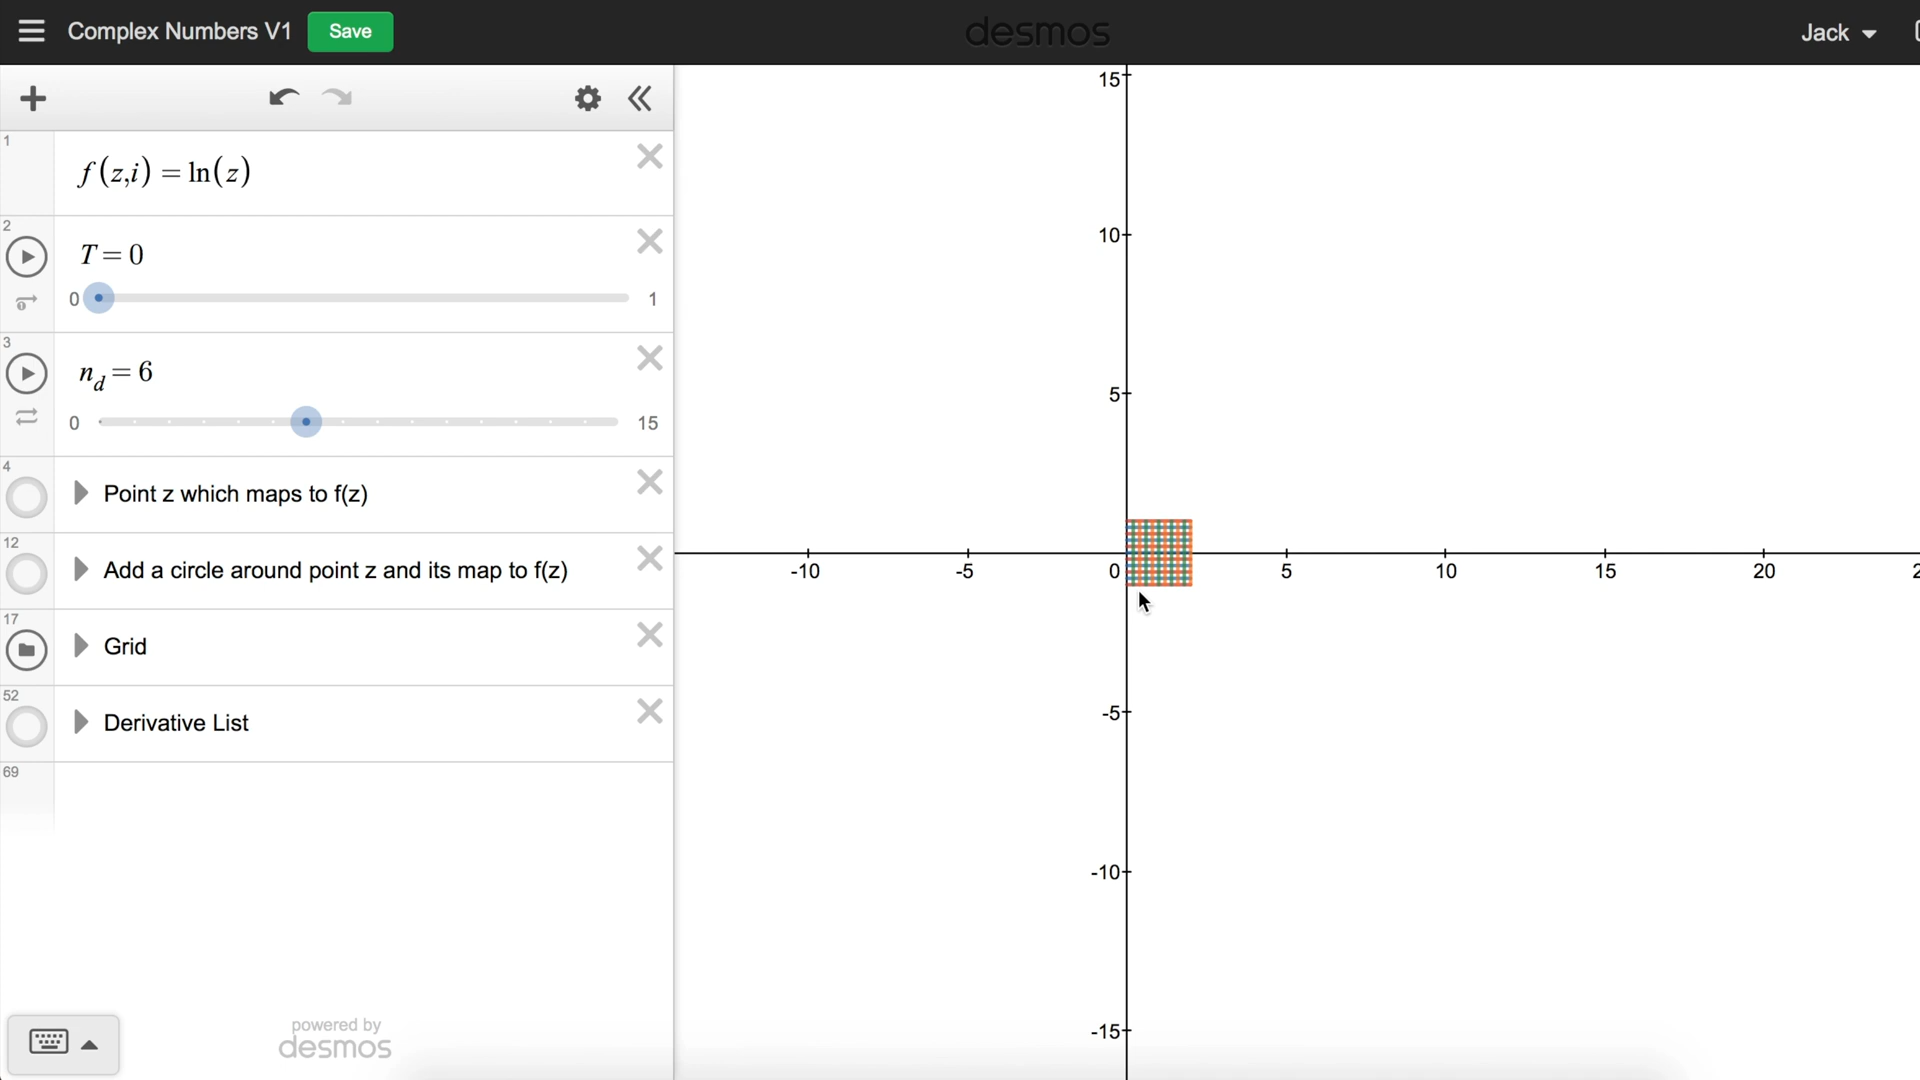 Complex Numbers V1
Save
desmos
Jack
1
f(z,i) = ln(z)
2
T = 0
0
1
3
n_d = 6
0
15
4
Point z which maps to f(z)
12
Add a circle around point z and its map to f(z)
17
Grid
52
Derivative List
69
powered by
desmos
15
10
5
-10
-5
0
5
10
15
20
-5
-10
-15